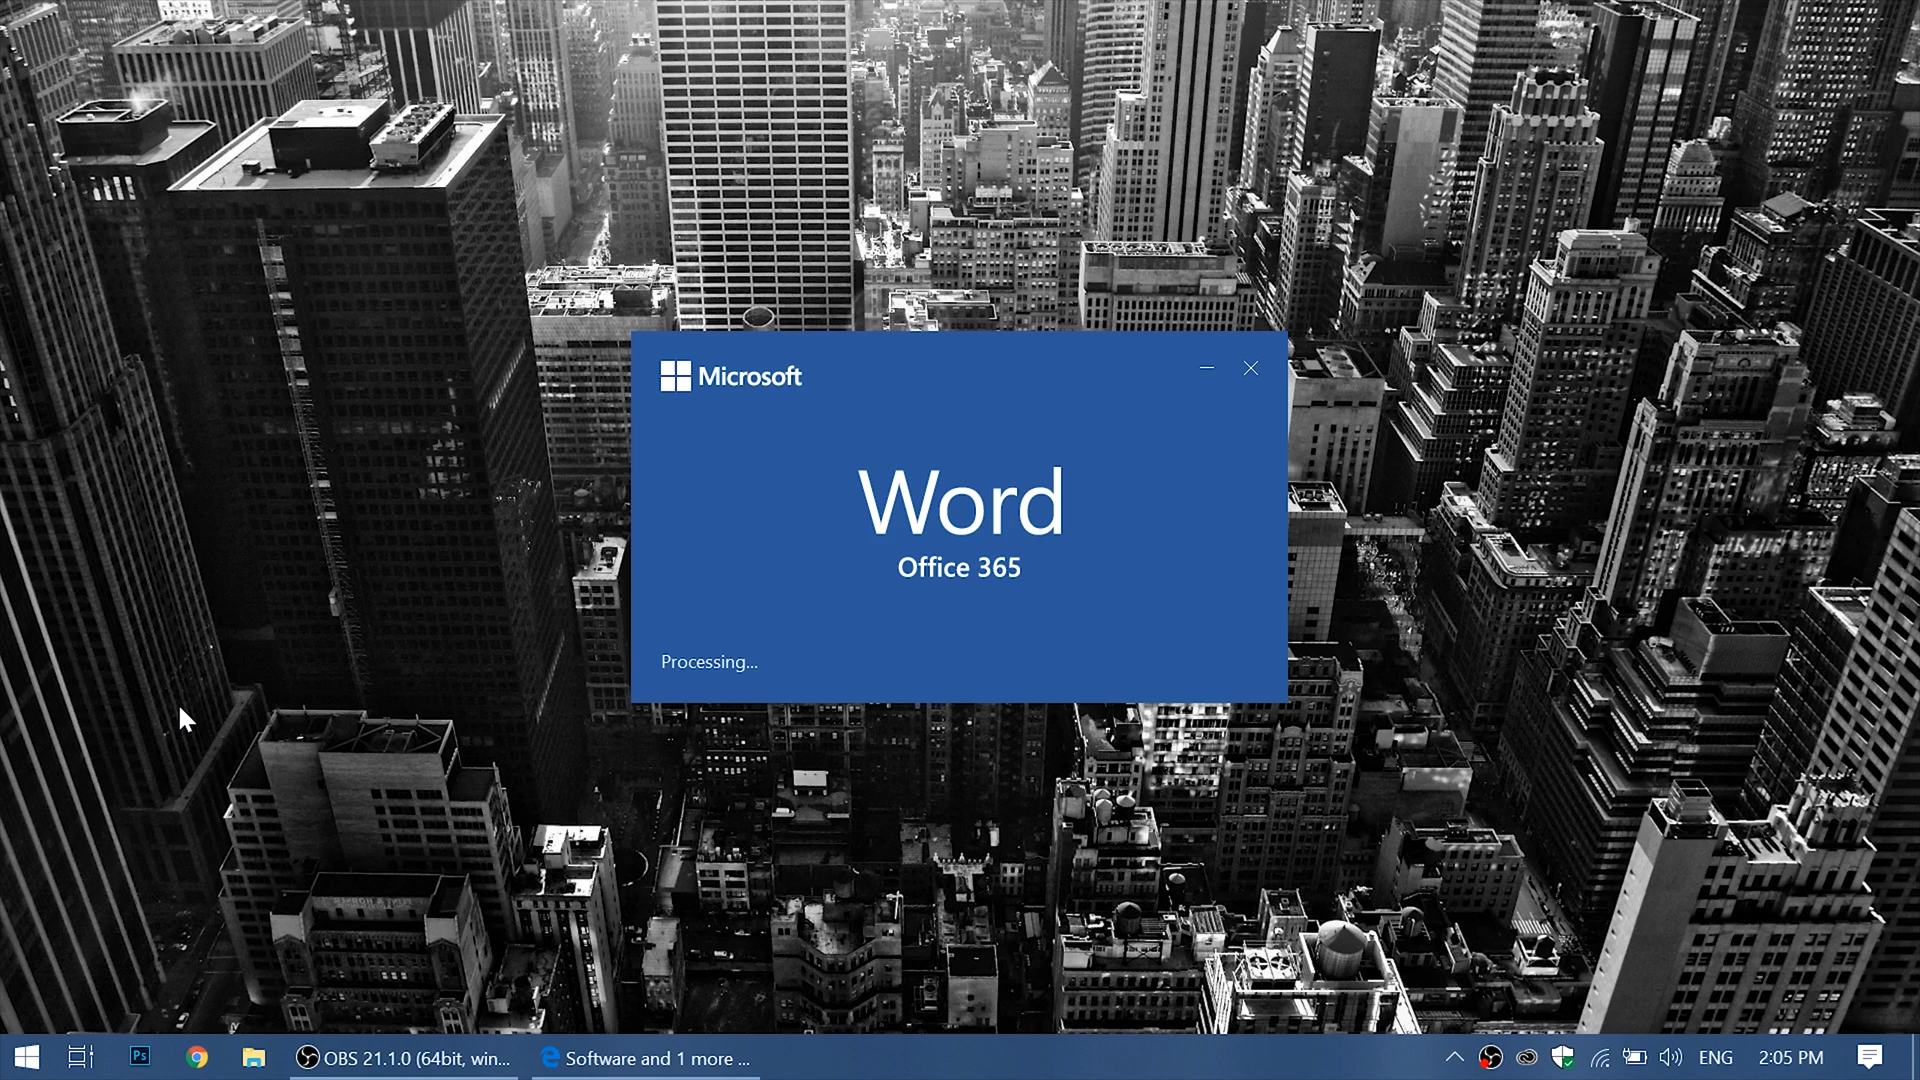 Microsoft
Word
Office 365
Processing...
Ps
OBS 21.1.0 (64bit, win...
Software and 1 more ...
ENG
2:05 PM